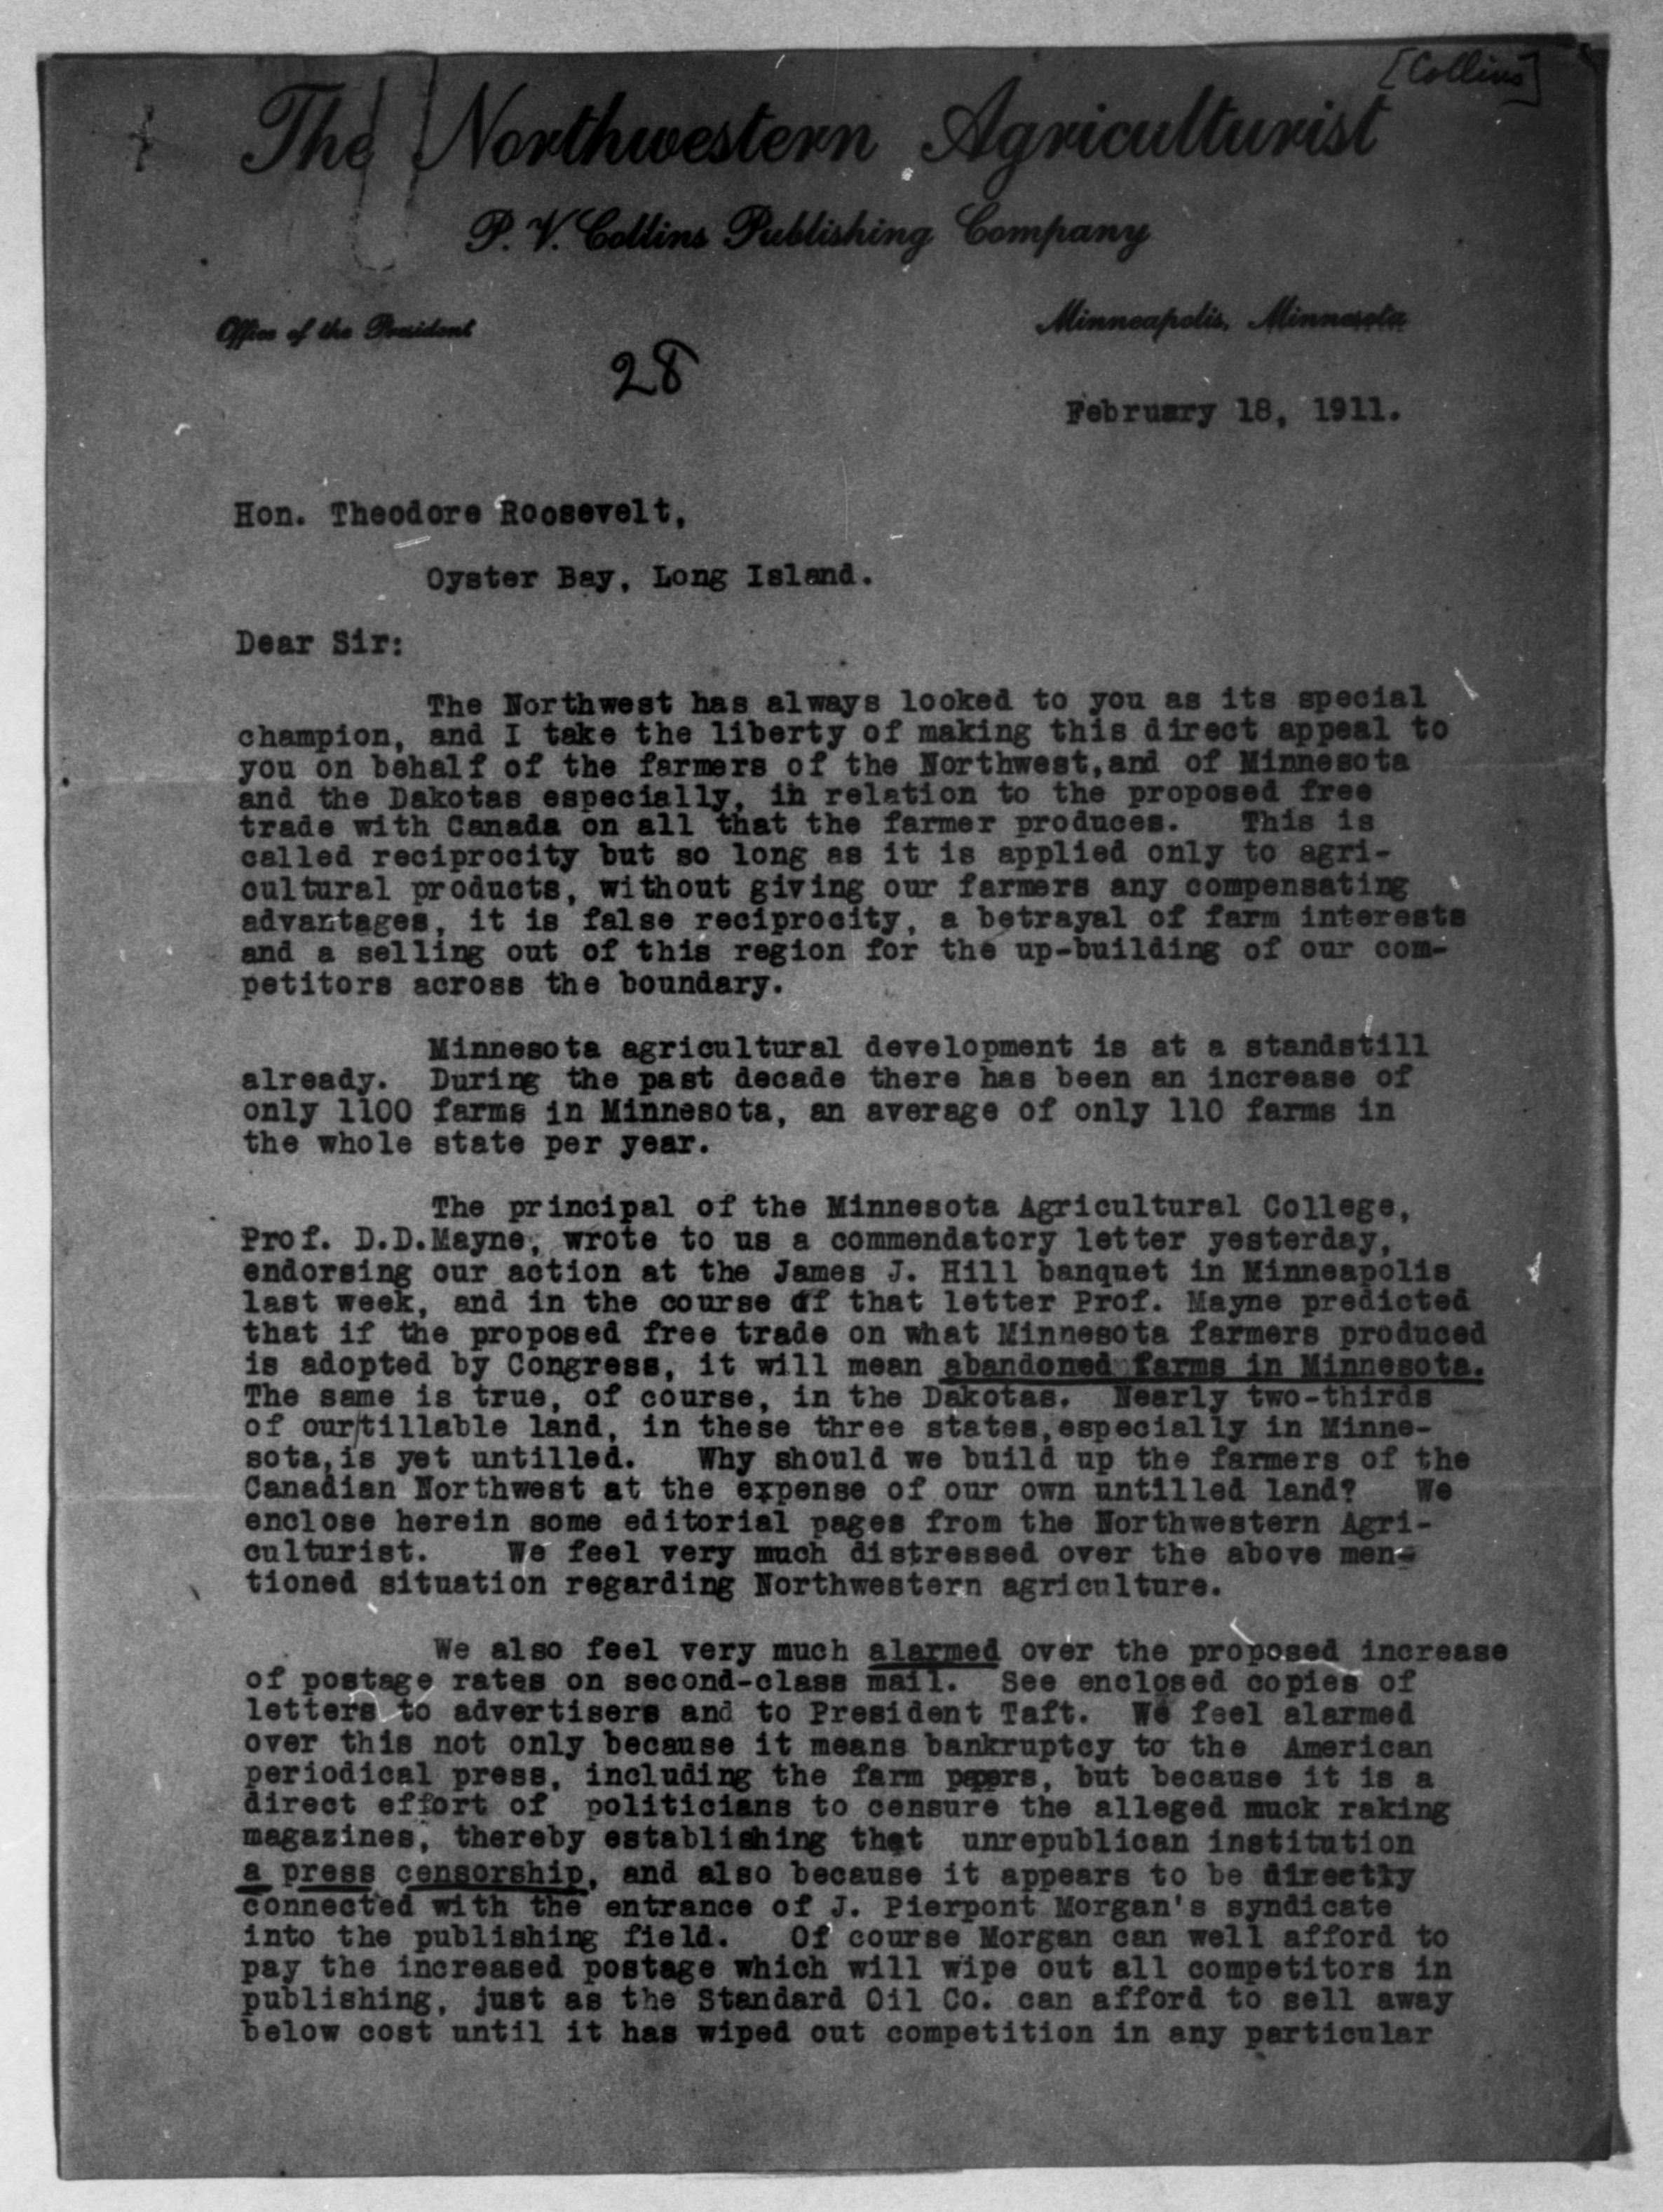 [Collins]
The Northwestern Agriculturist
P. V. Collins Publishing Company
Office of the President
Minneapolis, Minnesota
28
February 18, 1911.
Hon. Theodore Roosevelt,
Oyster Bay, Long Island.
Dear Sir:
The Northwest has always looked to you as its special
champion, and I take the liberty of making this direct appeal to
you on behalf of the farmers of the Northwest,and of Minnesota
and the Dakotas especially, in relation to the proposed free
trade with Canada on all that the farmer produces. This is
called reciprocity but so long as it is applied only to agri-
cultural products, without giving our farmers any compensating
advantages, it is false reciprocity, a betrayal of farm interests
and a selling out of this region for the up-building of our com-
petitors across the boundary.
Minnesota agricultural development is at a standstill
already. During the past decade there has been an increase of
only 1100 farms in Minnesota, an average of only 110 farms in
the whole state per year.
The principal of the Minnesota Agricultural College,
Prof. D.D.Mayne, wrote to us a commendatory letter yesterday,
endorsing our action at the James J. Hill banquet in Minneapolis
last week, and in the course of that letter Prof. Mayne predicted
that if the proposed free trade on what Minnesota farmers produced
is adopted by Congress, it will mean abandoned farms in Minnesota.
The same is true, of course, in the Dakotas. Nearly two-thirds
of our/tillable land, in these three states,especially in Minne-
sota,is yet untilled. Why should we build up the farmers of the
Canadian Northwest at the expense of our own untilled land? We
enclose herein some editorial pages from the Northwestern Agri-
culturist. We feel very much distressed over the above men-
tioned situation regarding Northwestern agriculture.
We also feel very much alarmed over the proposed increase
of postage rates on second-class mail. See enclosed copies of
letters to advertisers and to President Taft. We feel alarmed
over this not only because it means bankruptcy to the American
periodical press, including the farm papers, but because it is a
direct effort of politicians to censure the alleged muck raking
magazines, thereby establishing that unrepublican institution
a press censorship, and also because it appears to be directly
connected with the entrance of J. Pierpont Morgan's syndicate
into the publishing field. Of course Morgan can well afford to
pay the increased postage which will wipe out all competitors in
publishing, just as the Standard Oil Co. can afford to sell away
below cost until it has wiped out competition in any particular